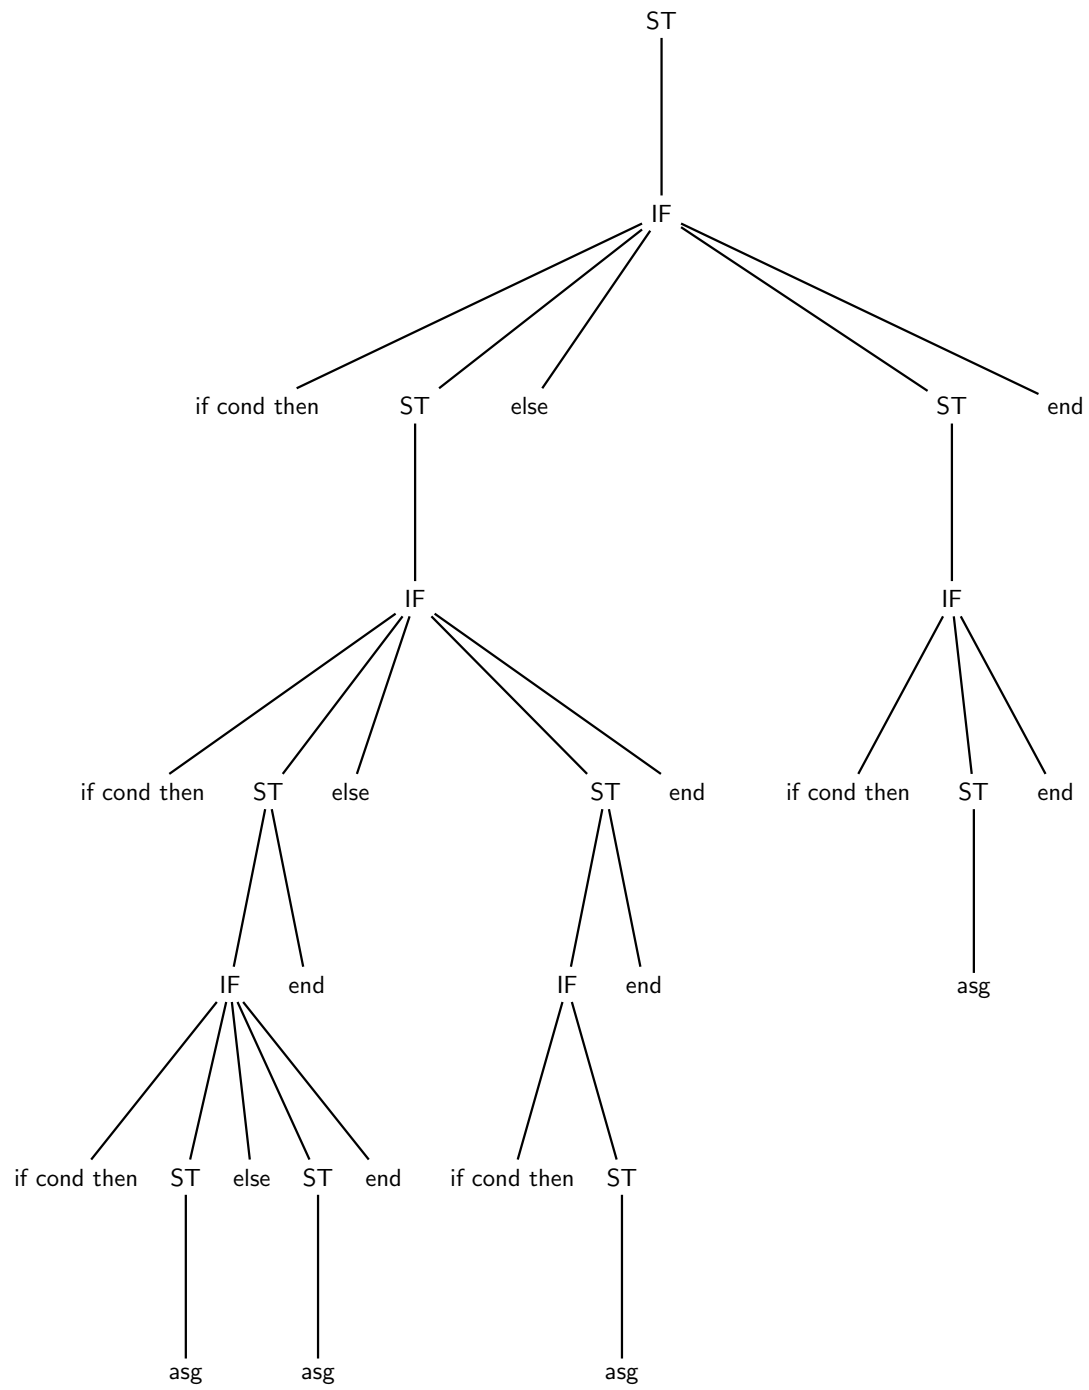 ST
IF
if cond then ST else ST end
IF IF
if cond then ST else ST end if cond then ST end
IF end IF end asg
if cond then ST else ST end if cond then ST
asg asg asg